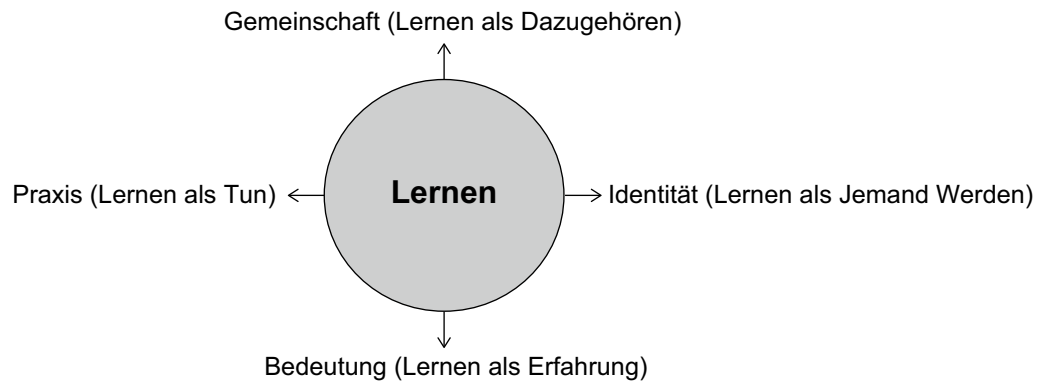 Gemeinschaft (Lernen als Dazugehören)
Praxis (Lernen als Tun)
Lernen
Identität (Lernen als Jemand Werden)
Bedeutung (Lernen als Erfahrung)